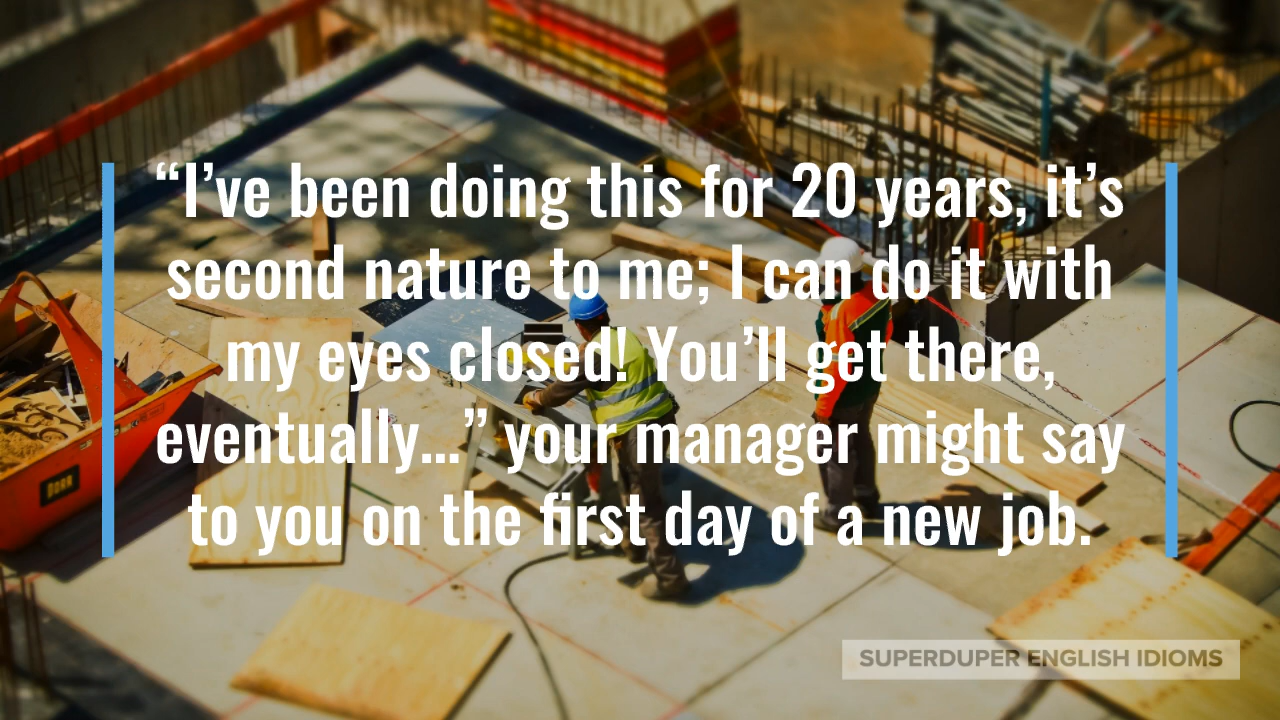 “I’ve been doing this for 20 years, it’s
second nature to me; I can do it with
my eyes closed! You’ll get there,
eventually...” your manager might say
to you on the first day of a new job.
SUPERDUPER ENGLISH IDIOMS